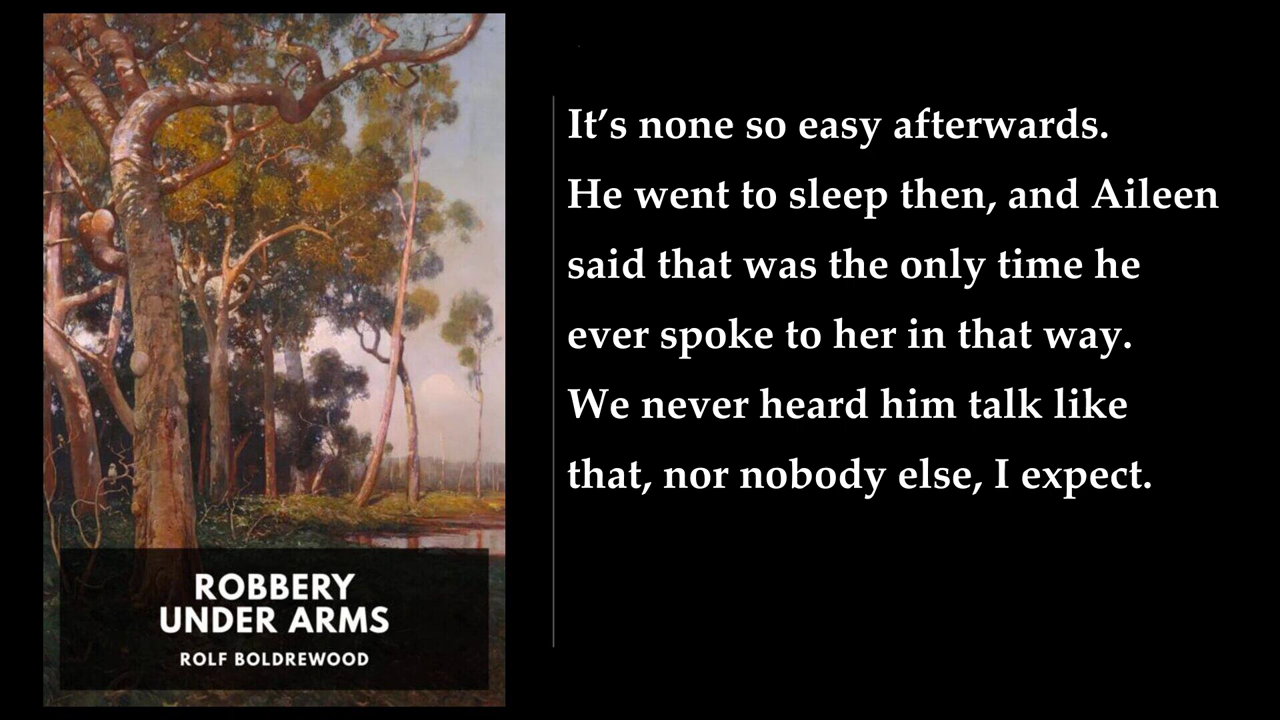 It’s none so easy afterwards.
He went to sleep then, and Aileen
said that was the only time he
ever spoke to her in that way.
We never heard him talk like
that, nor nobody else, I expect.
ROBBERY
UNDER ARMS
ROLF BOLDREWOOD